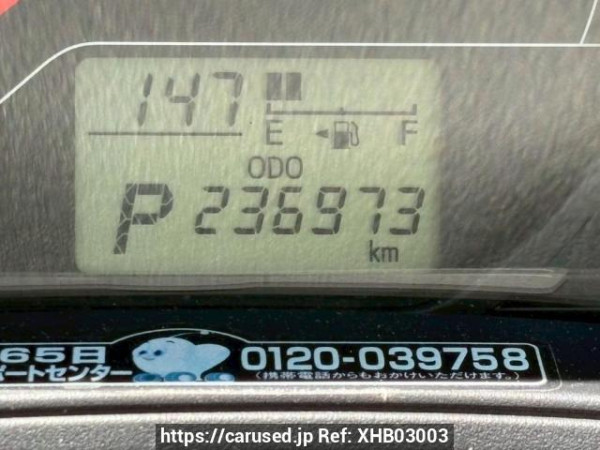 147
E F
ODO
P 236973
km
65日
ポートセンター
0120-039758
(携帯電話からもおかけいただけます。)
https://carused.jp Ref: XHB03003